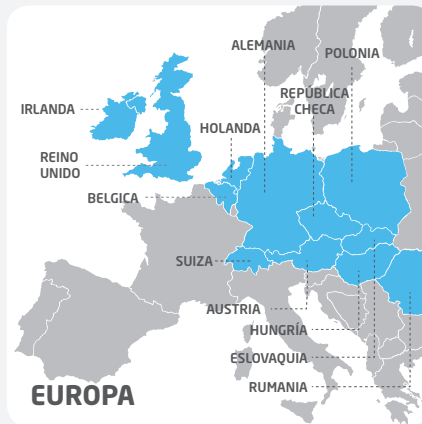 ALEMANIA
POLONIA
REPÚBLICA
CHECA
IRLANDA
HOLANDA
REINO
UNIDO
BELGICA
SUIZA
AUSTRIA
HUNGRÍA
ESLOVAQUIA
RUMANIA
EUROPA